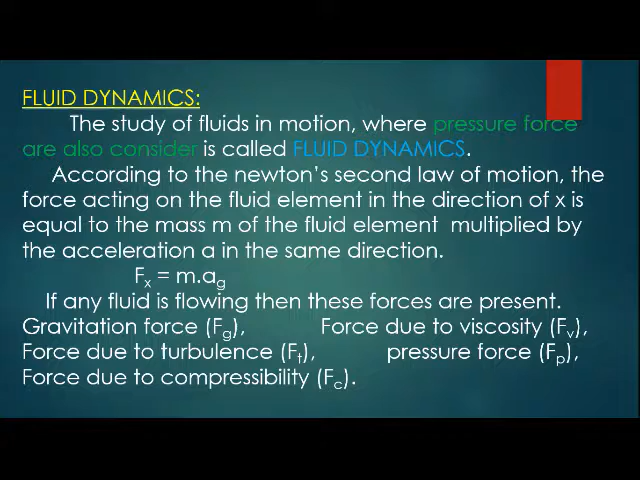 FLUID DYNAMICS:
The study of fluids in motion, where pressure force
are also consider is called FLUID DYNAMICS.
According to the newton's second law of motion, the
force acting on the fluid element in the direction of x is
equal to the mass m of the fluid element multiplied by
the acceleration a in the same direction.
Fₓ = m.a_g
If any fluid is flowing then these forces are present.
Gravitation force (F_g), Force due to viscosity (Fᵥ),
Force due to turbulence (Fₜ), pressure force (Fₚ),
Force due to compressibility (F_c).